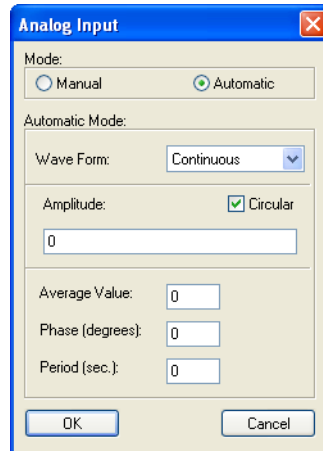 Analog Input
Mode:
Manual Automatic
Automatic Mode:
Wave Form: Continuous
Amplitude: Circular
0
Average Value: 0
Phase (degrees): 0
Period (sec.): 0
OK Cancel